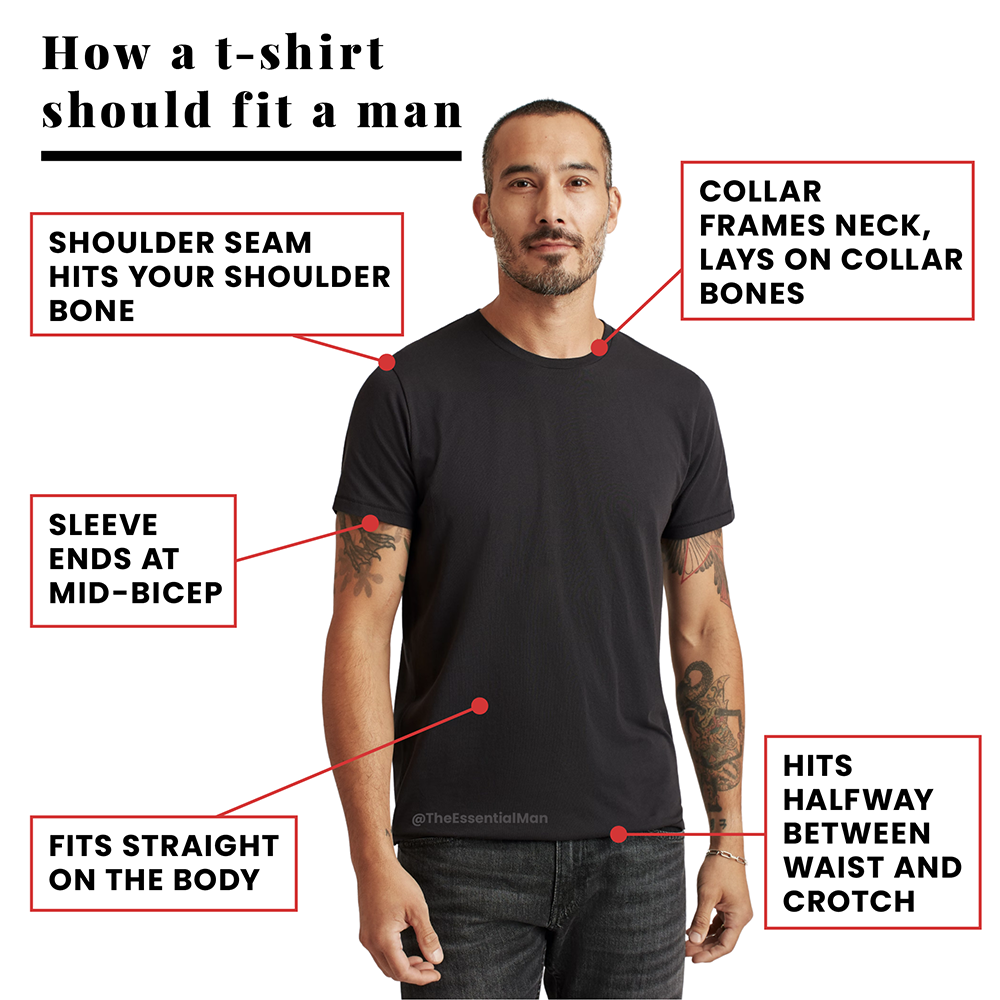 How a t-shirt
should fit a man
SHOULDER SEAM
HITS YOUR SHOULDER
BONE
COLLAR
FRAMES NECK,
LAYS ON COLLAR
BONES
SLEEVE
ENDS AT
MID-BICEP
FITS STRAIGHT
ON THE BODY
HITS
HALFWAY
BETWEEN
WAIST AND
CROTCH
@TheEssentialMan